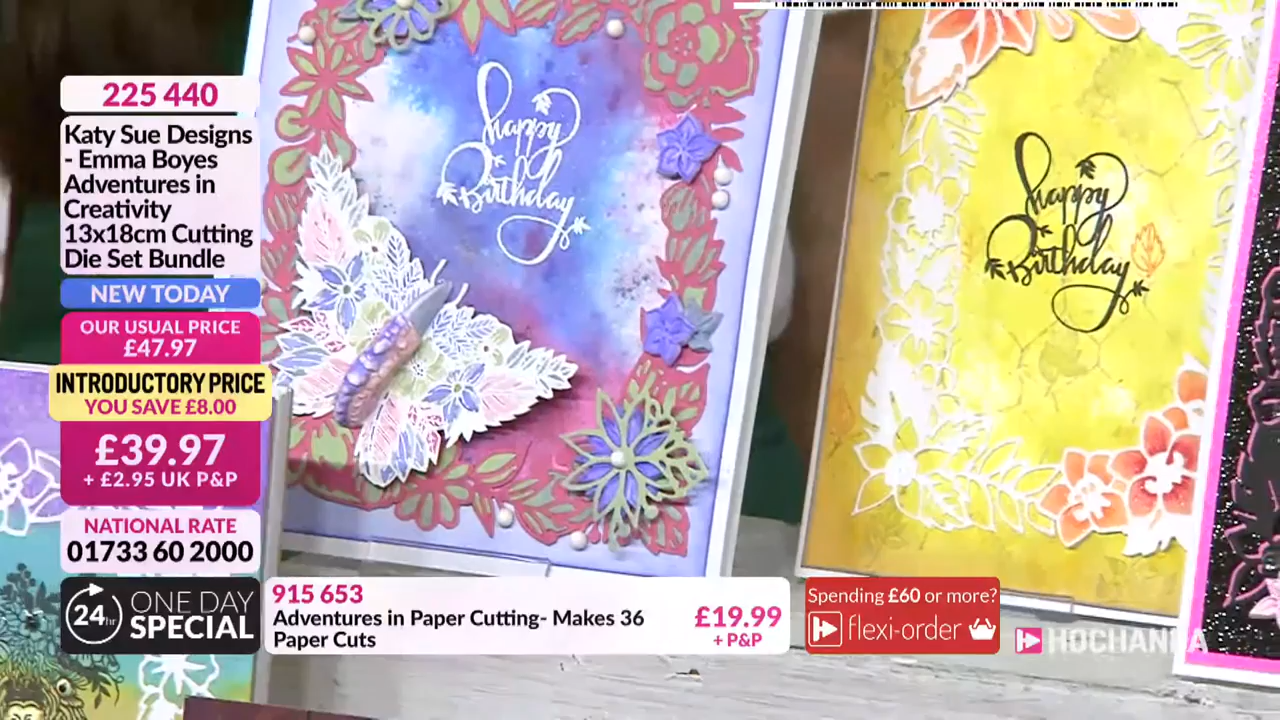 225 440
Katy Sue Designs
- Emma Boyes
Adventures in
Creativity
13x18cm Cutting
Die Set Bundle
NEW TODAY
OUR USUAL PRICE
£47.97
INTRODUCTORY PRICE
YOU SAVE £8.00
£39.97
+ £2.95 UK P&P
NATIONAL RATE
01733 60 2000
24hr
ONE DAY
SPECIAL
915 653
Adventures in Paper Cutting- Makes 36
Paper Cuts
£19.99
+ P&P
Spending £60 or more?
flexi-order
HOCHANDA
happy
Birthday
happy
Birthday